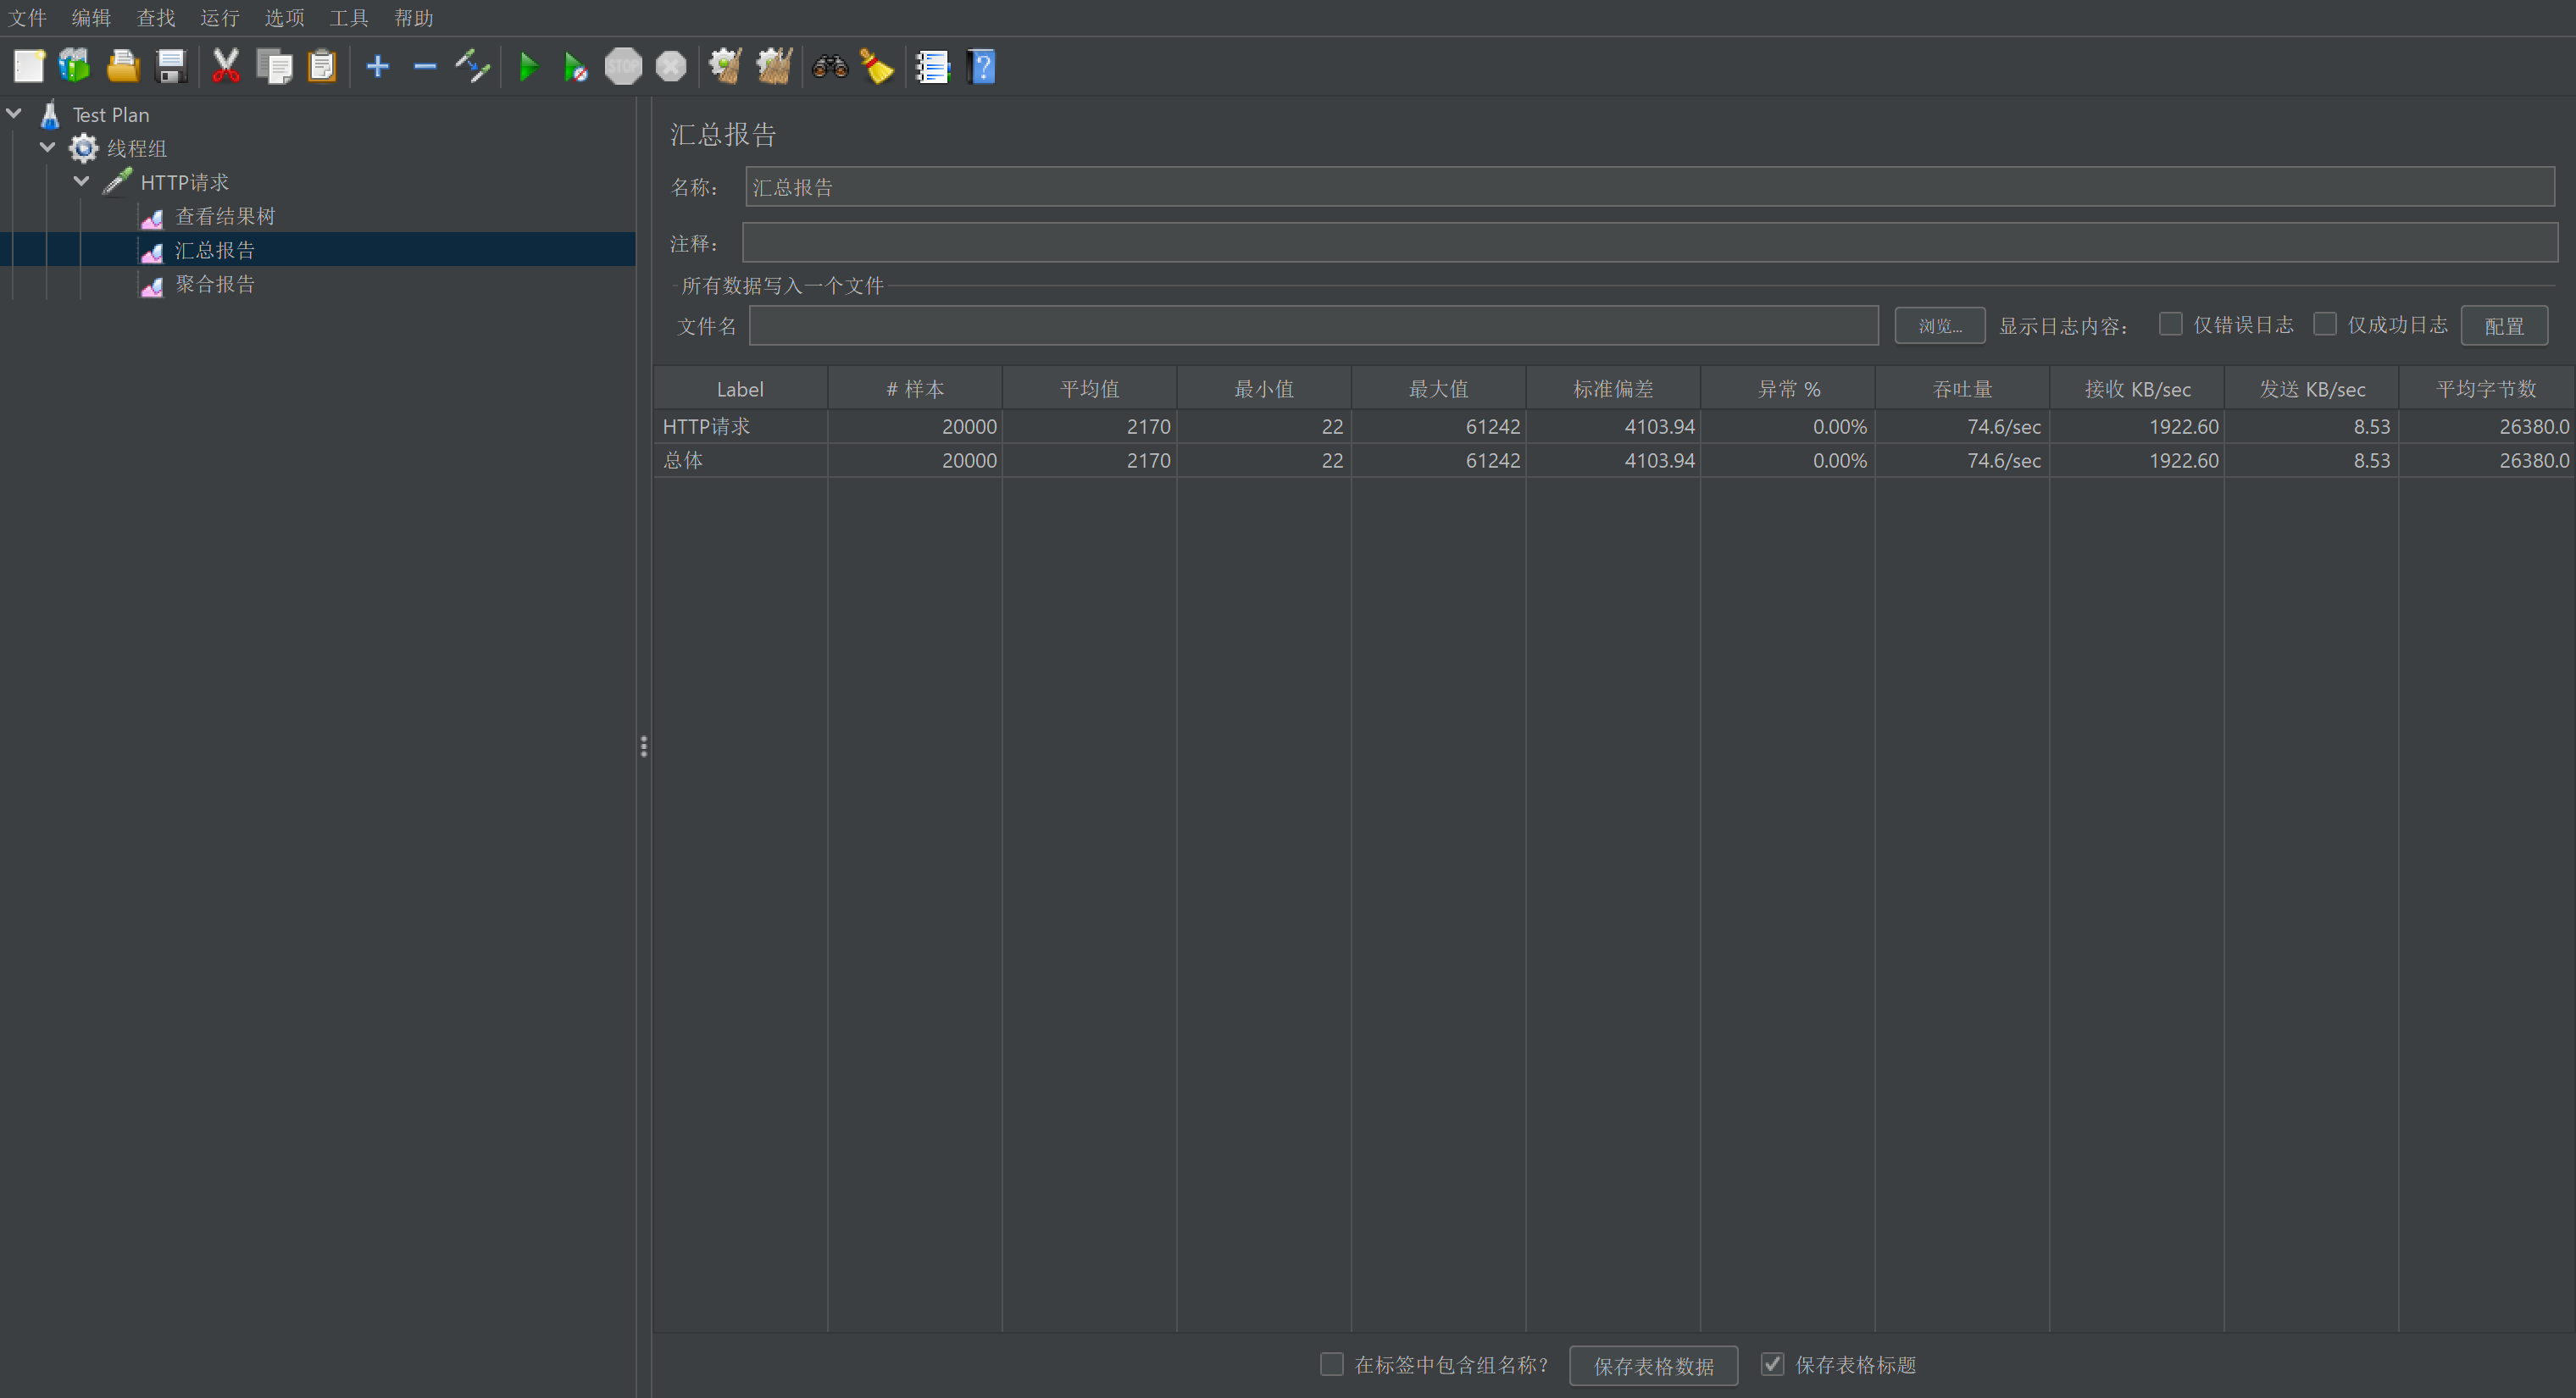 文件 编辑 查找 运行 选项 工具 帮助
STOP
Test Plan
线程组
HTTP请求
查看结果树
汇总报告
聚合报告
汇总报告
名称： 汇总报告
注释：
所有数据写入一个文件
文件名 浏览... 显示日志内容： 仅错误日志 仅成功日志 配置
Label # 样本 平均值 最小值 最大值 标准偏差 异常 % 吞吐量 接收 KB/sec 发送 KB/sec 平均字节数
HTTP请求 20000 2170 22 61242 4103.94 0.00% 74.6/sec 1922.60 8.53 26380.0
总体 20000 2170 22 61242 4103.94 0.00% 74.6/sec 1922.60 8.53 26380.0
在标签中包含组名称？ 保存表格数据 保存表格标题